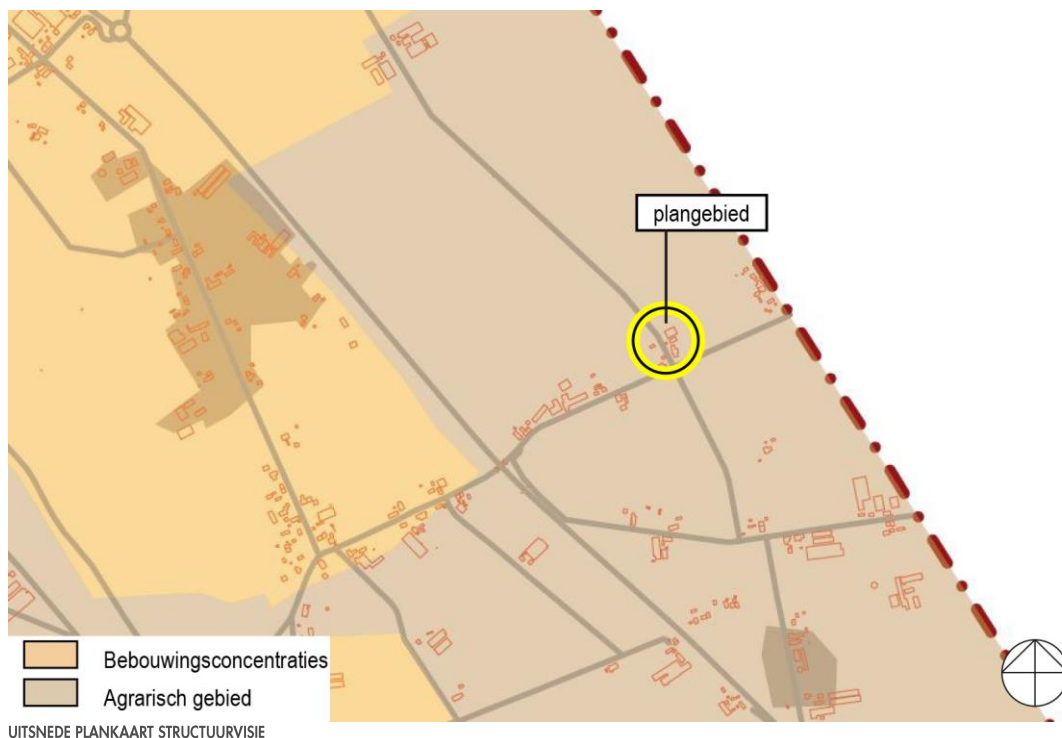 plangebied
Bebouwingsconcentraties
Agrarisch gebied
UITSNEDE PLANKAART STRUCTUURVISIE